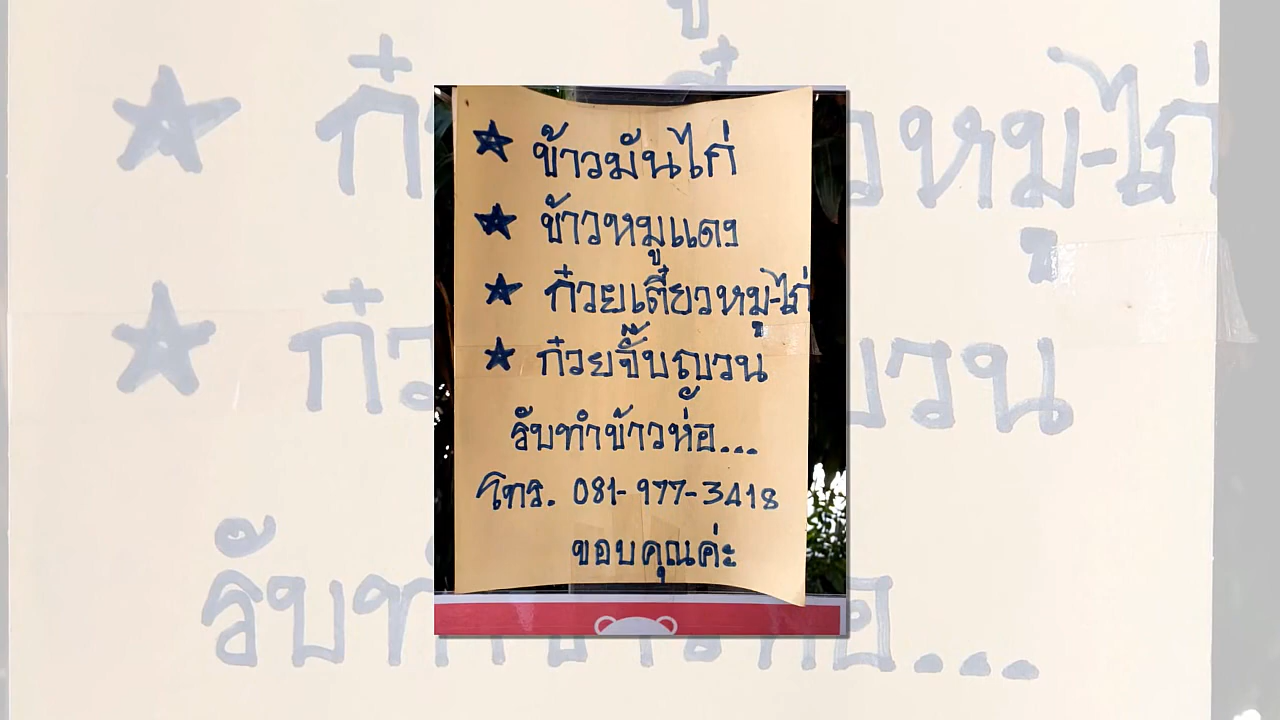 ★ ข้าวมันไก่
★ ข้าวหมูแดง
★ ก๋วยเตี๋ยวหมู-ไก่
★ ก๋วยจั๊บญวน
รับทำข้าวห่อ...
โทร. 081-977-3418
ขอบคุณค่ะ